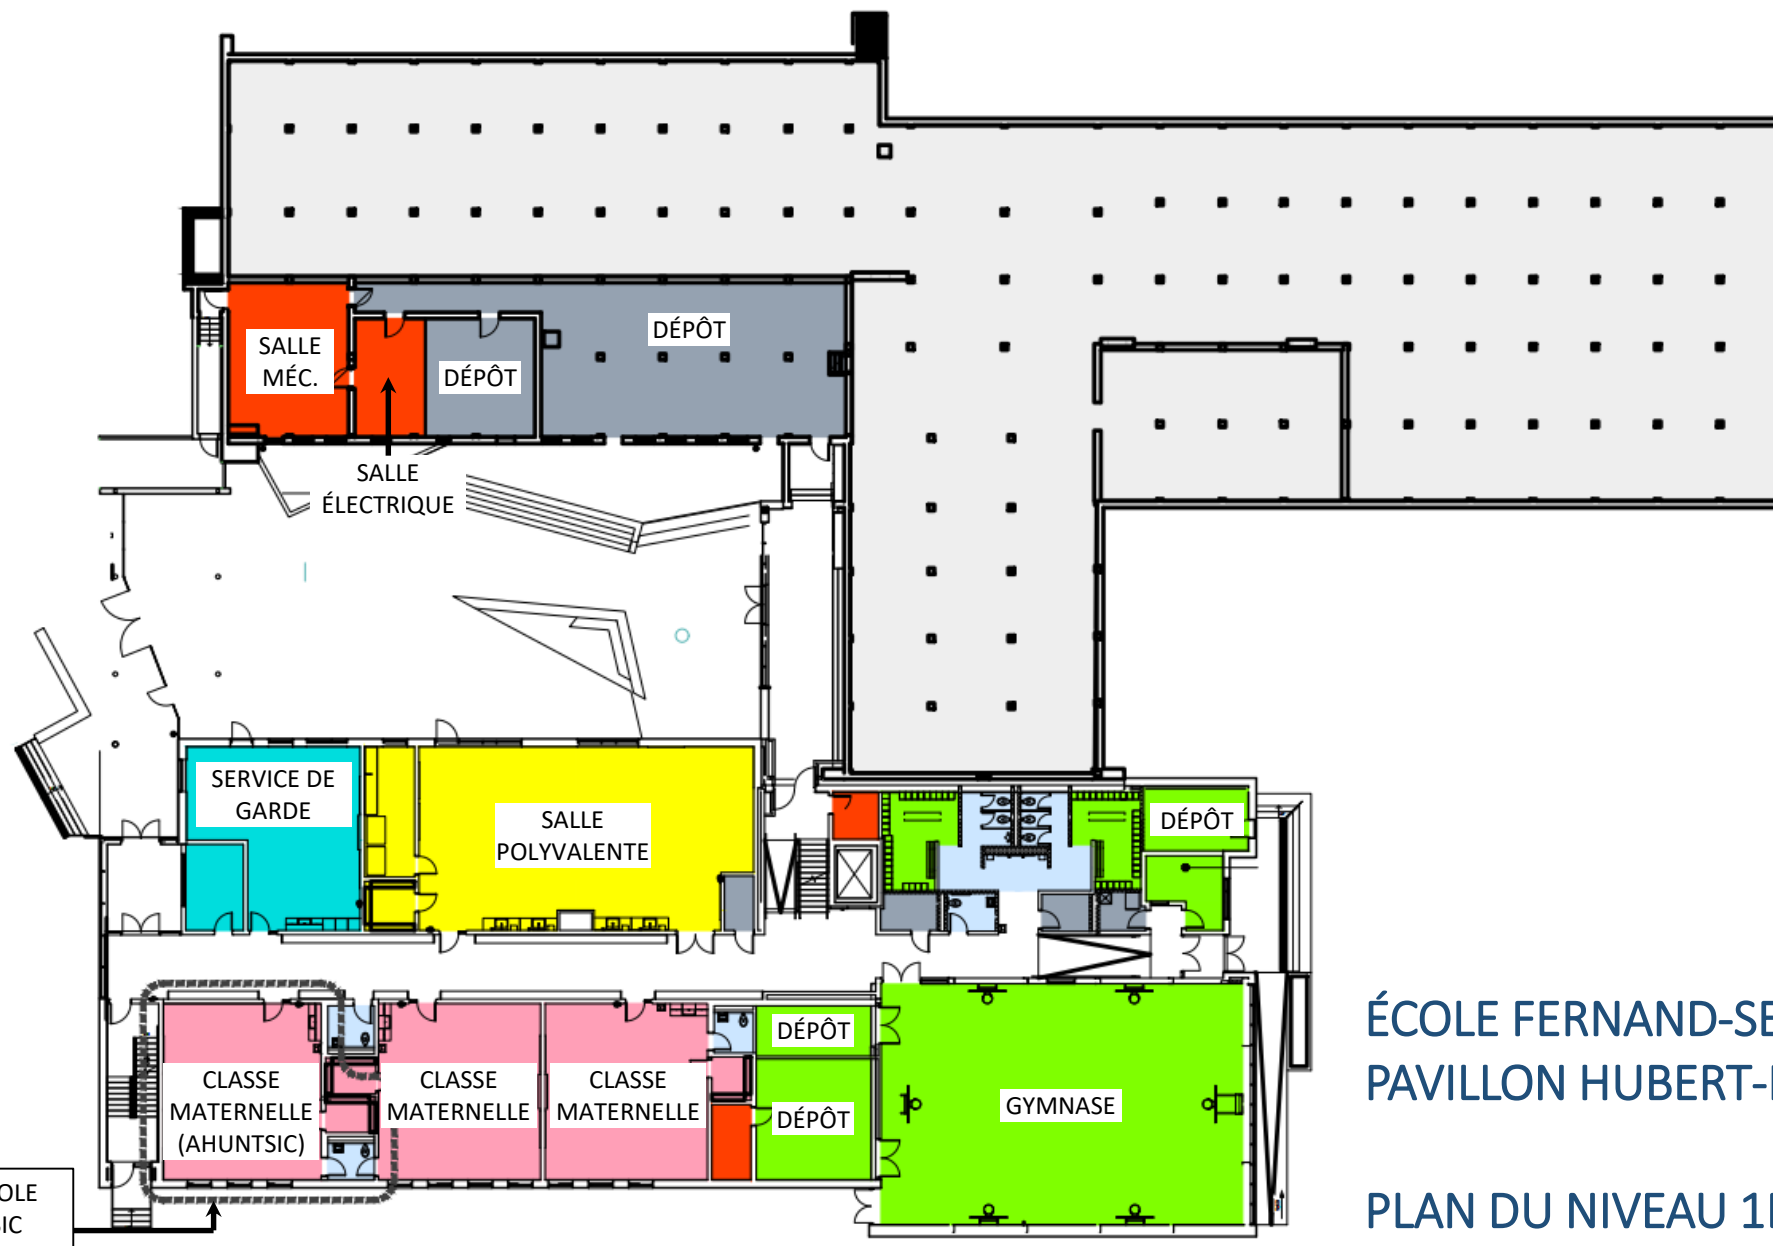 DÉPÔT
SALLE
MÉC.
DÉPÔT
SALLE
ÉLECTRIQUE
SERVICE DE
GARDE
SALLE
POLYVALENTE
DÉPÔT
DÉPÔT
CLASSE
MATERNELLE
(AHUNTSIC)
CLASSE
MATERNELLE
CLASSE
MATERNELLE
DÉPÔT
GYMNASE
ÉCOLE FERNAND-SE
PAVILLON HUBERT-
PLAN DU NIVEAU 1
OLE
IC